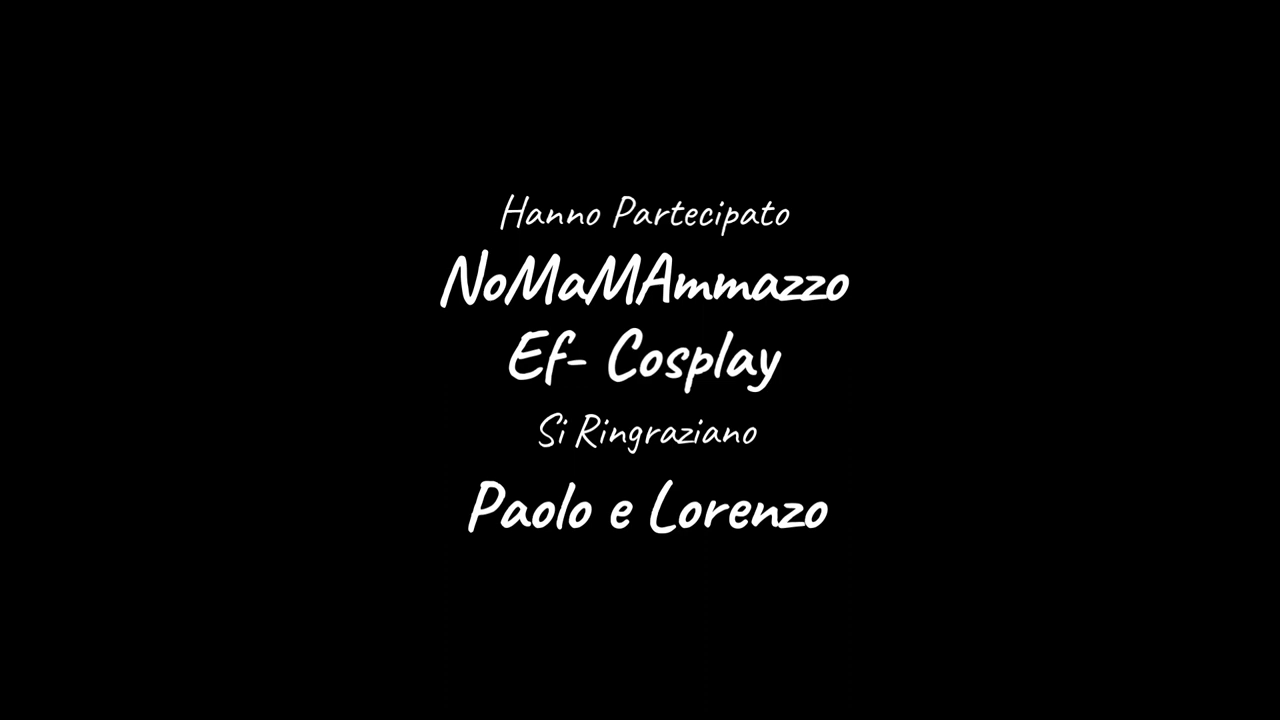 Hanno Partecipato
NoMaMAmmazzo
Ef- Cosplay
Si Ringraziano
Paolo e Lorenzo